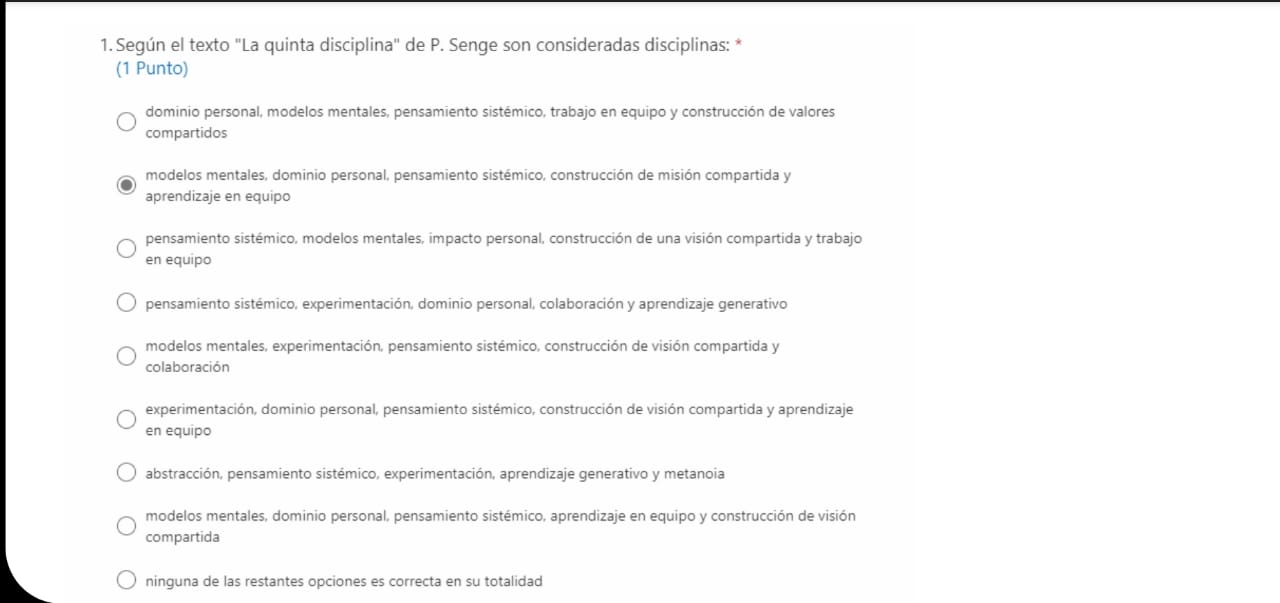 1. Según el texto "La quinta disciplina" de P. Senge son consideradas disciplinas: *
(1 Punto)
dominio personal, modelos mentales, pensamiento sistémico, trabajo en equipo y construcción de valores
compartidos
modelos mentales, dominio personal, pensamiento sistémico, construcción de misión compartida y
aprendizaje en equipo
pensamiento sistémico, modelos mentales, impacto personal, construcción de una visión compartida y trabajo
en equipo
pensamiento sistémico, experimentación, dominio personal, colaboración y aprendizaje generativo
modelos mentales, experimentación, pensamiento sistémico, construcción de visión compartida y
colaboración
experimentación, dominio personal, pensamiento sistémico, construcción de visión compartida y aprendizaje
en equipo
abstracción, pensamiento sistémico, experimentación, aprendizaje generativo y metanoia
modelos mentales, dominio personal, pensamiento sistémico, aprendizaje en equipo y construcción de visión
compartida
ninguna de las restantes opciones es correcta en su totalidad